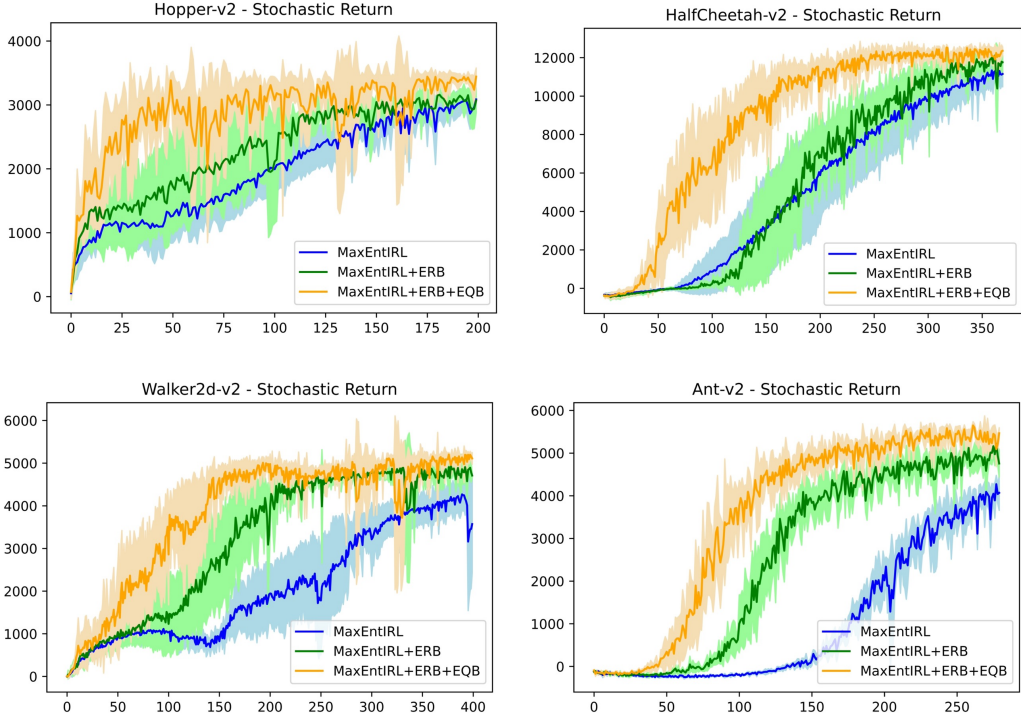 Hopper-v2 - Stochastic Return
4000
3000
2000
1000
0
0 25 50 75 100 125 150 175 200
MaxEntIRL
MaxEntIRL+ERB
MaxEntIRL+ERB+EQB
HalfCheetah-v2 - Stochastic Return
12000
10000
8000
6000
4000
2000
0
0 50 100 150 200 250 300 350
MaxEntIRL
MaxEntIRL+ERB
MaxEntIRL+ERB+EQB
Walker2d-v2 - Stochastic Return
6000
5000
4000
3000
2000
1000
0
0 50 100 150 200 250 300 350 400
MaxEntIRL
MaxEntIRL+ERB
MaxEntIRL+ERB+EQB
Ant-v2 - Stochastic Return
6000
5000
4000
3000
2000
1000
0
0 50 100 150 200 250
MaxEntIRL
MaxEntIRL+ERB
MaxEntIRL+ERB+EQB